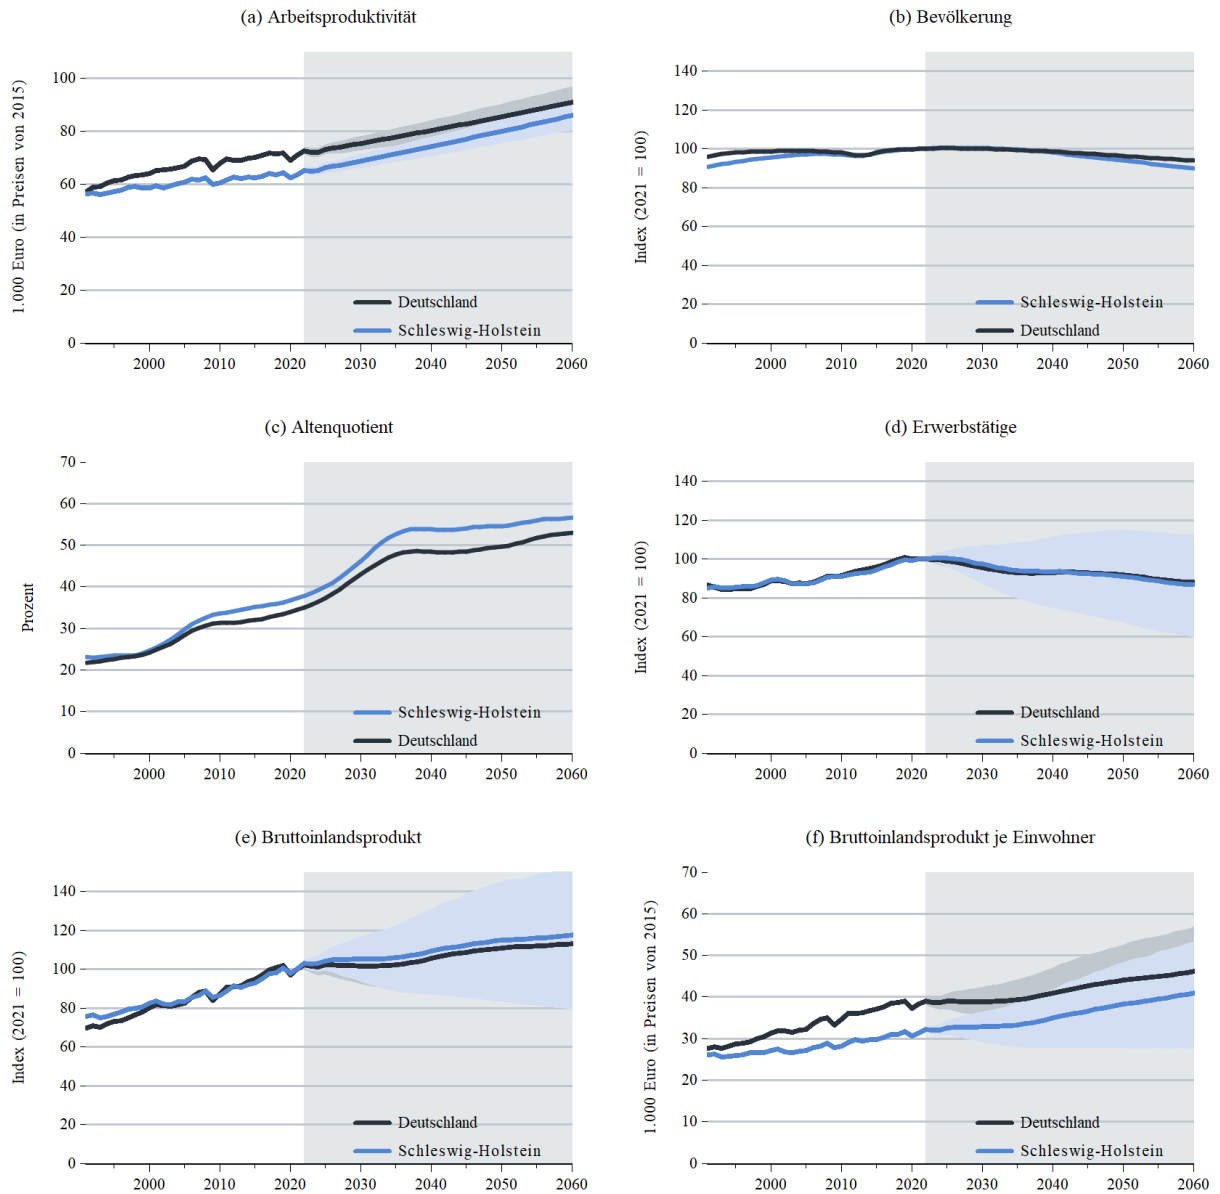 (a) Arbeitsproduktivität
1.000 Euro (in Preisen von 2015)
100
80
60
40
20
0
Deutschland
Schleswig-Holstein
2000 2010 2020 2030 2040 2050 2060
(b) Bevölkerung
Index (2021 = 100)
140
120
100
80
60
40
20
0
Schleswig-Holstein
Deutschland
2000 2010 2020 2030 2040 2050 2060
(c) Altenquotient
Prozent
70
60
50
40
30
20
10
0
Schleswig-Holstein
Deutschland
2000 2010 2020 2030 2040 2050 2060
(d) Erwerbstätige
Index (2021 = 100)
140
120
100
80
60
40
20
0
Deutschland
Schleswig-Holstein
2000 2010 2020 2030 2040 2050 2060
(e) Bruttoinlandsprodukt
Index (2021 = 100)
140
120
100
80
60
40
20
0
Deutschland
Schleswig-Holstein
2000 2010 2020 2030 2040 2050 2060
(f) Bruttoinlandsprodukt je Einwohner
1.000 Euro (in Preisen von 2015)
70
60
50
40
30
20
10
0
Deutschland
Schleswig-Holstein
2000 2010 2020 2030 2040 2050 2060